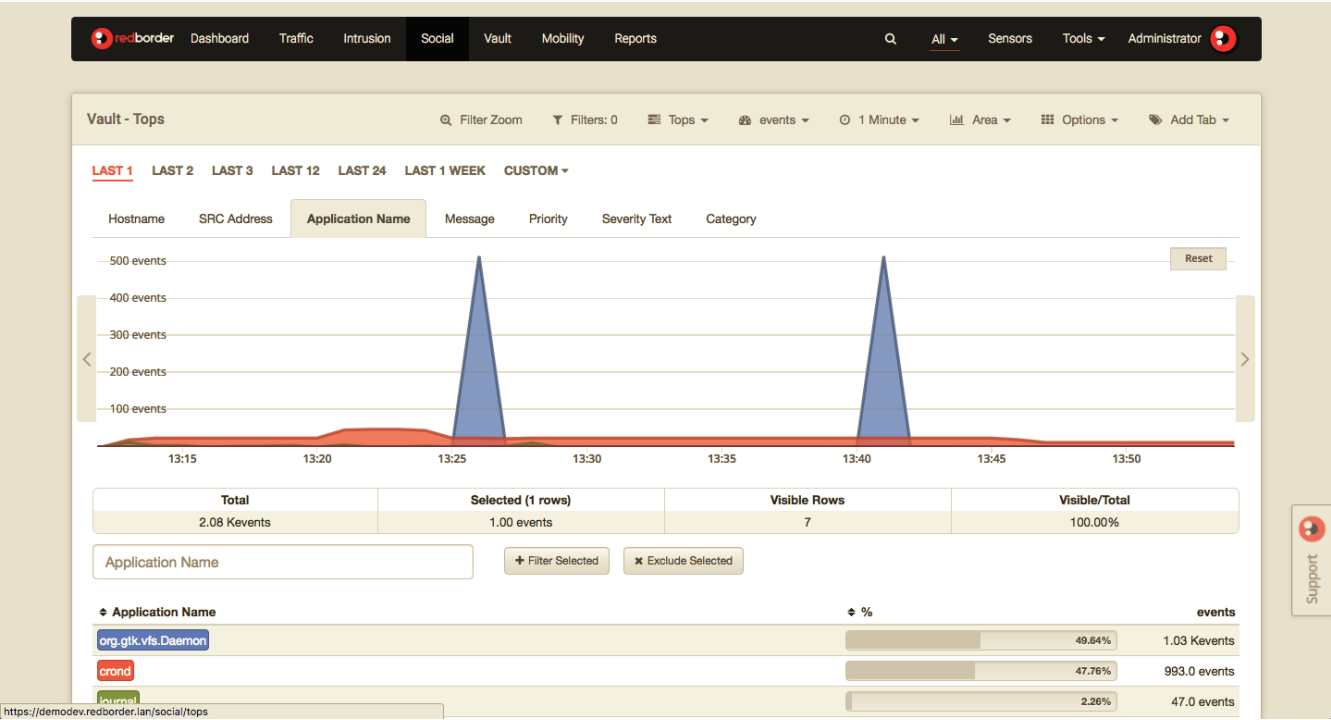 redborder Dashboard Traffic Intrusion Social Vault Mobility Reports All Sensors Tools Administrator
Vault - Tops Filter Zoom Filters: 0 Tops events 1 Minute Area Options Add Tab
LAST 1 LAST 2 LAST 3 LAST 12 LAST 24 LAST 1 WEEK CUSTOM
Hostname SRC Address Application Name Message Priority Severity Text Category
500 events Reset
400 events
300 events
200 events
100 events
13:15 13:20 13:25 13:30 13:35 13:40 13:45 13:50
Total Selected (1 rows) Visible Rows Visible/Total
2.08 Kevents 1.00 events 7 100.00%
Application Name Filter Selected Exclude Selected
Support
Application Name % events
org.gtk.vfs.Daemon 49.64% 1.03 Kevents
crond 47.76% 993.0 events
journal 2.26% 47.0 events
https://demodev.redborder.lan/social/tops